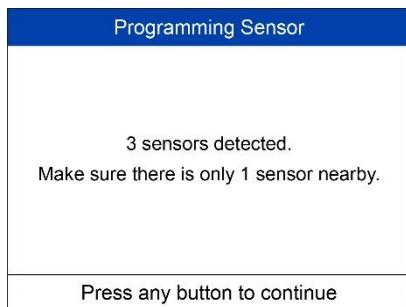 Programming Sensor
3 sensors detected.
Make sure there is only 1 sensor nearby.
Press any button to continue